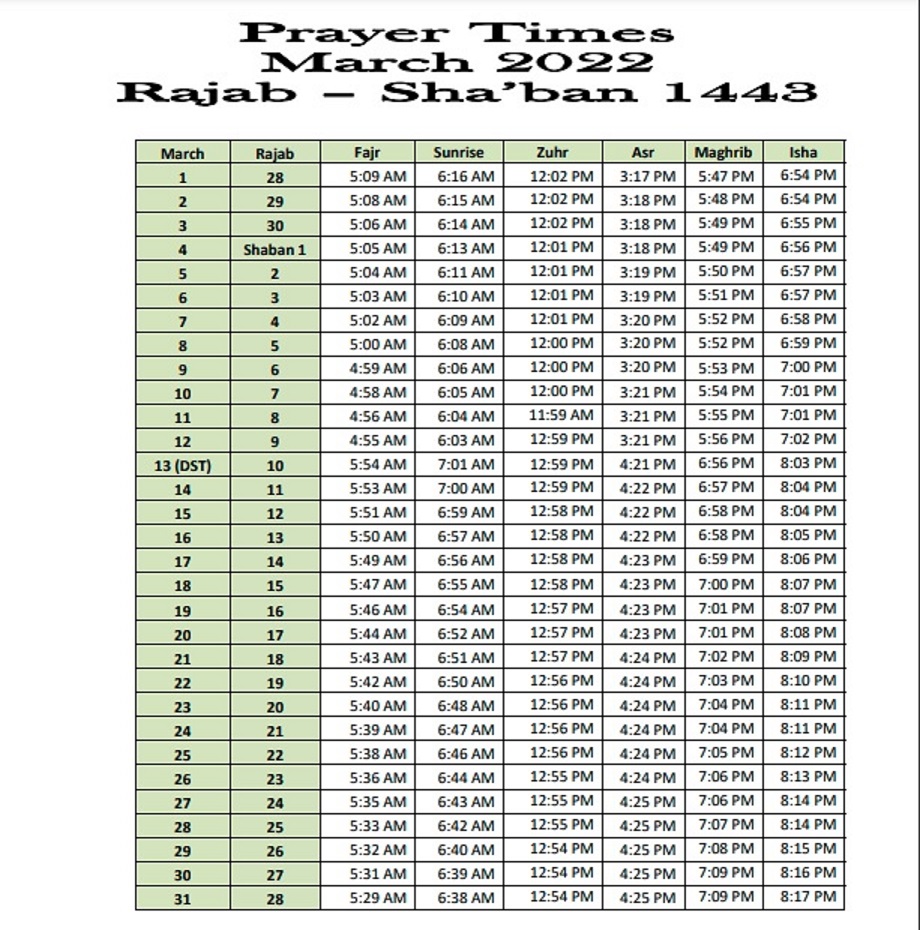 Prayer Times
March 2022
Rajab – Sha'ban 1443
March Rajab Fajr Sunrise Zuhr Asr Maghrib Isha
1 28 5:09 AM 6:16 AM 12:02 PM 3:17 PM 5:47 PM 6:54 PM
2 29 5:08 AM 6:15 AM 12:02 PM 3:18 PM 5:48 PM 6:54 PM
3 30 5:06 AM 6:14 AM 12:02 PM 3:18 PM 5:49 PM 6:55 PM
4 Shaban 1 5:05 AM 6:13 AM 12:01 PM 3:18 PM 5:49 PM 6:56 PM
5 2 5:04 AM 6:11 AM 12:01 PM 3:19 PM 5:50 PM 6:57 PM
6 3 5:03 AM 6:10 AM 12:01 PM 3:19 PM 5:51 PM 6:57 PM
7 4 5:02 AM 6:09 AM 12:01 PM 3:20 PM 5:52 PM 6:58 PM
8 5 5:00 AM 6:08 AM 12:00 PM 3:20 PM 5:52 PM 6:59 PM
9 6 4:59 AM 6:06 AM 12:00 PM 3:20 PM 5:53 PM 7:00 PM
10 7 4:58 AM 6:05 AM 12:00 PM 3:21 PM 5:54 PM 7:01 PM
11 8 4:56 AM 6:04 AM 11:59 AM 3:21 PM 5:55 PM 7:01 PM
12 9 4:55 AM 6:03 AM 12:59 PM 3:21 PM 5:56 PM 7:02 PM
13 (DST) 10 5:54 AM 7:01 AM 12:59 PM 4:21 PM 6:56 PM 8:03 PM
14 11 5:53 AM 7:00 AM 12:59 PM 4:22 PM 6:57 PM 8:04 PM
15 12 5:51 AM 6:59 AM 12:58 PM 4:22 PM 6:58 PM 8:04 PM
16 13 5:50 AM 6:57 AM 12:58 PM 4:22 PM 6:58 PM 8:05 PM
17 14 5:49 AM 6:56 AM 12:58 PM 4:23 PM 6:59 PM 8:06 PM
18 15 5:47 AM 6:55 AM 12:58 PM 4:23 PM 7:00 PM 8:07 PM
19 16 5:46 AM 6:54 AM 12:57 PM 4:23 PM 7:01 PM 8:07 PM
20 17 5:44 AM 6:52 AM 12:57 PM 4:23 PM 7:01 PM 8:08 PM
21 18 5:43 AM 6:51 AM 12:57 PM 4:24 PM 7:02 PM 8:09 PM
22 19 5:42 AM 6:50 AM 12:56 PM 4:24 PM 7:03 PM 8:10 PM
23 20 5:40 AM 6:48 AM 12:56 PM 4:24 PM 7:04 PM 8:11 PM
24 21 5:39 AM 6:47 AM 12:56 PM 4:24 PM 7:04 PM 8:11 PM
25 22 5:38 AM 6:46 AM 12:56 PM 4:24 PM 7:05 PM 8:12 PM
26 23 5:36 AM 6:44 AM 12:55 PM 4:24 PM 7:06 PM 8:13 PM
27 24 5:35 AM 6:43 AM 12:55 PM 4:25 PM 7:06 PM 8:14 PM
28 25 5:33 AM 6:42 AM 12:55 PM 4:25 PM 7:07 PM 8:14 PM
29 26 5:32 AM 6:40 AM 12:54 PM 4:25 PM 7:08 PM 8:15 PM
30 27 5:31 AM 6:39 AM 12:54 PM 4:25 PM 7:09 PM 8:16 PM
31 28 5:29 AM 6:38 AM 12:54 PM 4:25 PM 7:09 PM 8:17 PM